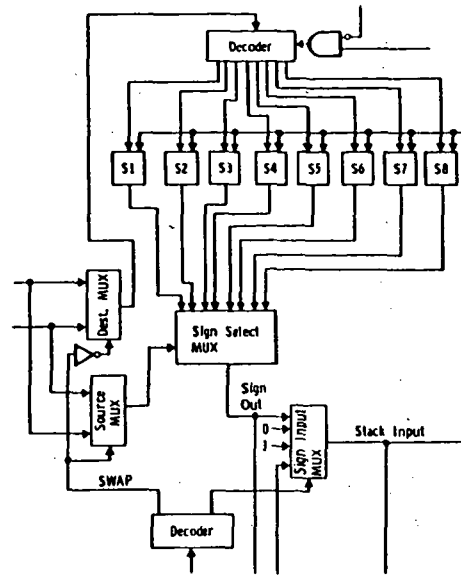 Decoder
S1 S2 S3 S4 S5 S6 S7 S8
Dest. MUX
Sign Select
MUX
Source
MUX
Sign
Out
0
1
Sign Input
MUX
Stack Input
SWAP
Decoder